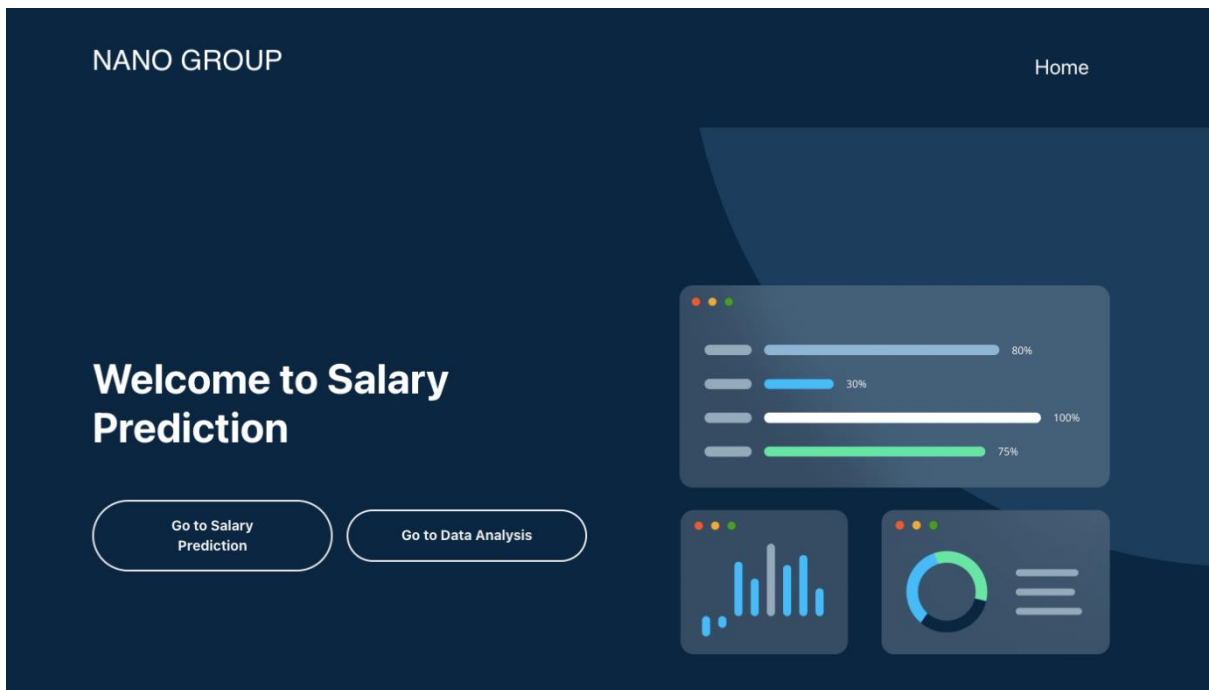 NANO GROUP
Home
Welcome to Salary
Prediction
Go to Salary
Prediction
Go to Data Analysis
80%
30%
100%
75%